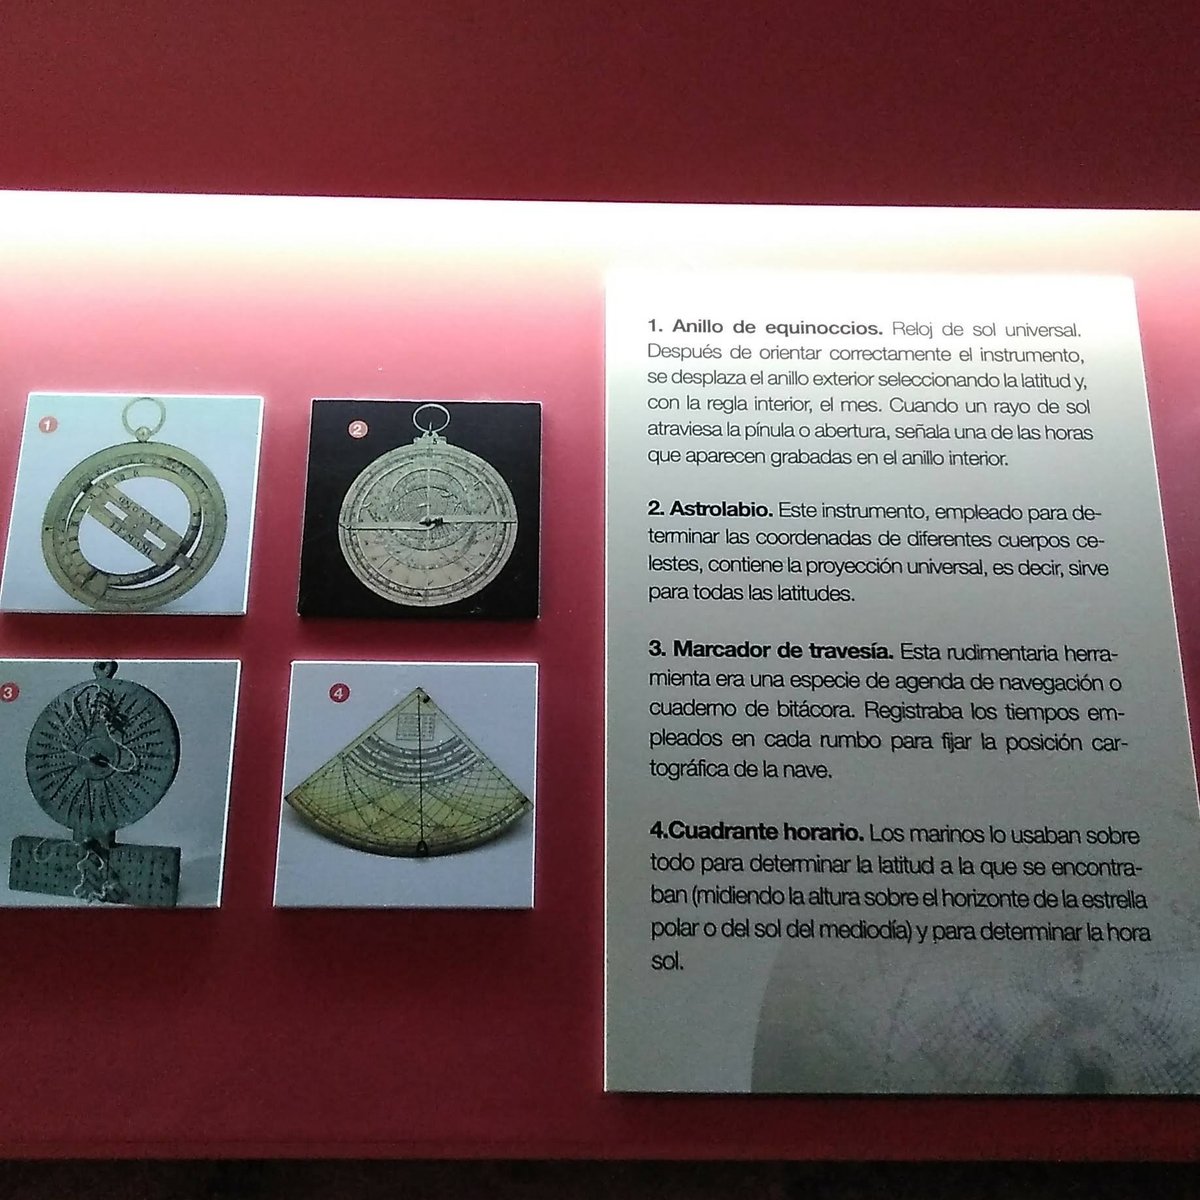 1
2
3
4
1. Anillo de equinoccios. Reloj de sol universal.
Después de orientar correctamente el instrumento,
se desplaza el anillo exterior seleccionando la latitud y,
con la regla interior, el mes. Cuando un rayo de sol
atraviesa la pínula o abertura, señala una de las horas
que aparecen grabadas en el anillo interior.
2. Astrolabio. Este instrumento, empleado para de-
terminar las coordenadas de diferentes cuerpos ce-
lestes, contiene la proyección universal, es decir, sirve
para todas las latitudes.
3. Marcador de travesía. Esta rudimentaria herra-
mienta era una especie de agenda de navegación o
cuaderno de bitácora. Registraba los tiempos em-
pleados en cada rumbo para fijar la posición car-
tográfica de la nave.
4.Cuadrante horario. Los marinos lo usaban sobre
todo para determinar la latitud a la que se encontra-
ban (midiendo la altura sobre el horizonte de la estrella
polar o del sol del mediodía) y para determinar la hora
sol.